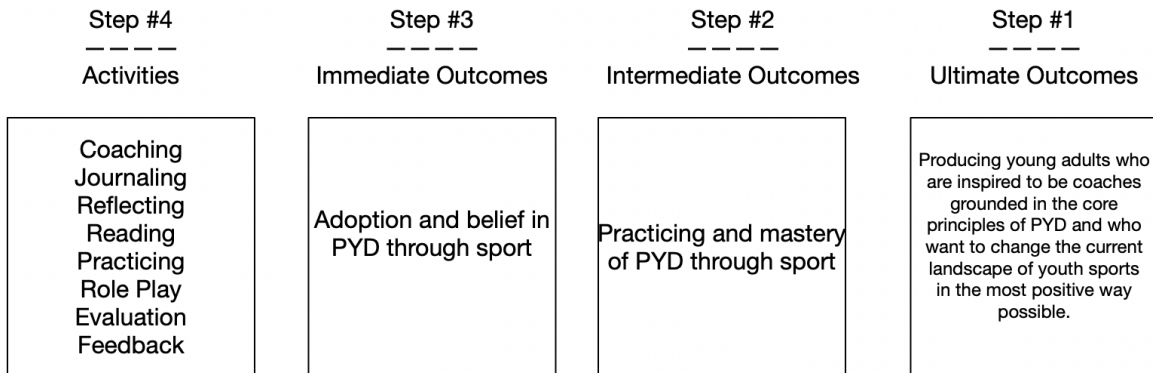 Step #4
Activities
Coaching
Journaling
Reflecting
Reading
Practicing
Role Play
Evaluation
Feedback
Step #3
Immediate Outcomes
Adoption and belief in
PYD through sport
Step #2
Intermediate Outcomes
Practicing and mastery
of PYD through sport
Step #1
Ultimate Outcomes
Producing young adults who
are inspired to be coaches
grounded in the core
principles of PYD and who
want to change the current
landscape of youth sports
in the most positive way
possible.